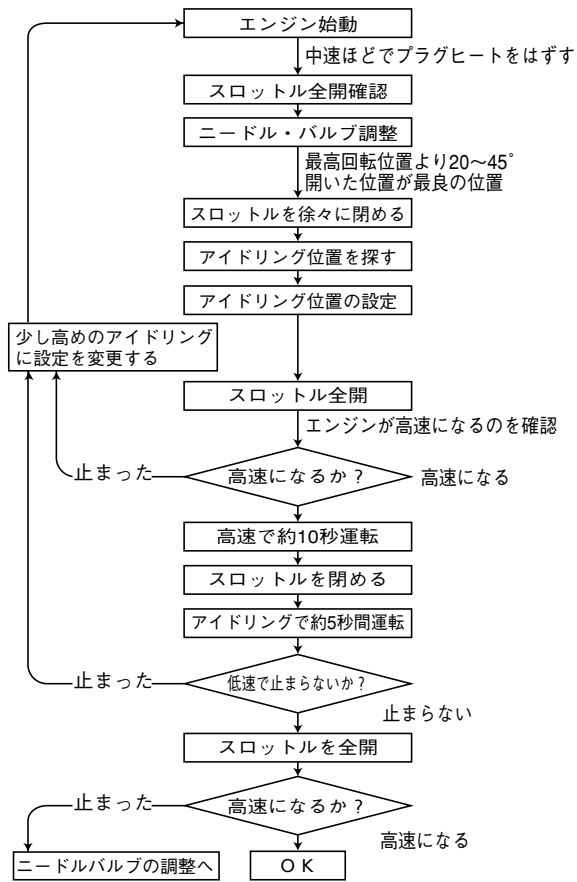 エンジン始動
中速ほどでプラグヒートをはずす
スロットル全開確認
ニードル・バルブ調整
最高回転位置より20〜45°
開いた位置が最良の位置
スロットルを徐々に閉める
アイドリング位置を探す
アイドリング位置の設定
少し高めのアイドリング
に設定を変更する
スロットル全開
エンジンが高速になるのを確認
止まった
高速になるか？
高速になる
高速で約10秒運転
スロットルを閉める
アイドリングで約5秒間運転
止まった
低速で止まらないか？
止まらない
スロットルを全開
止まった
高速になるか？
高速になる
ニードルバルブの調整へ
ＯＫ